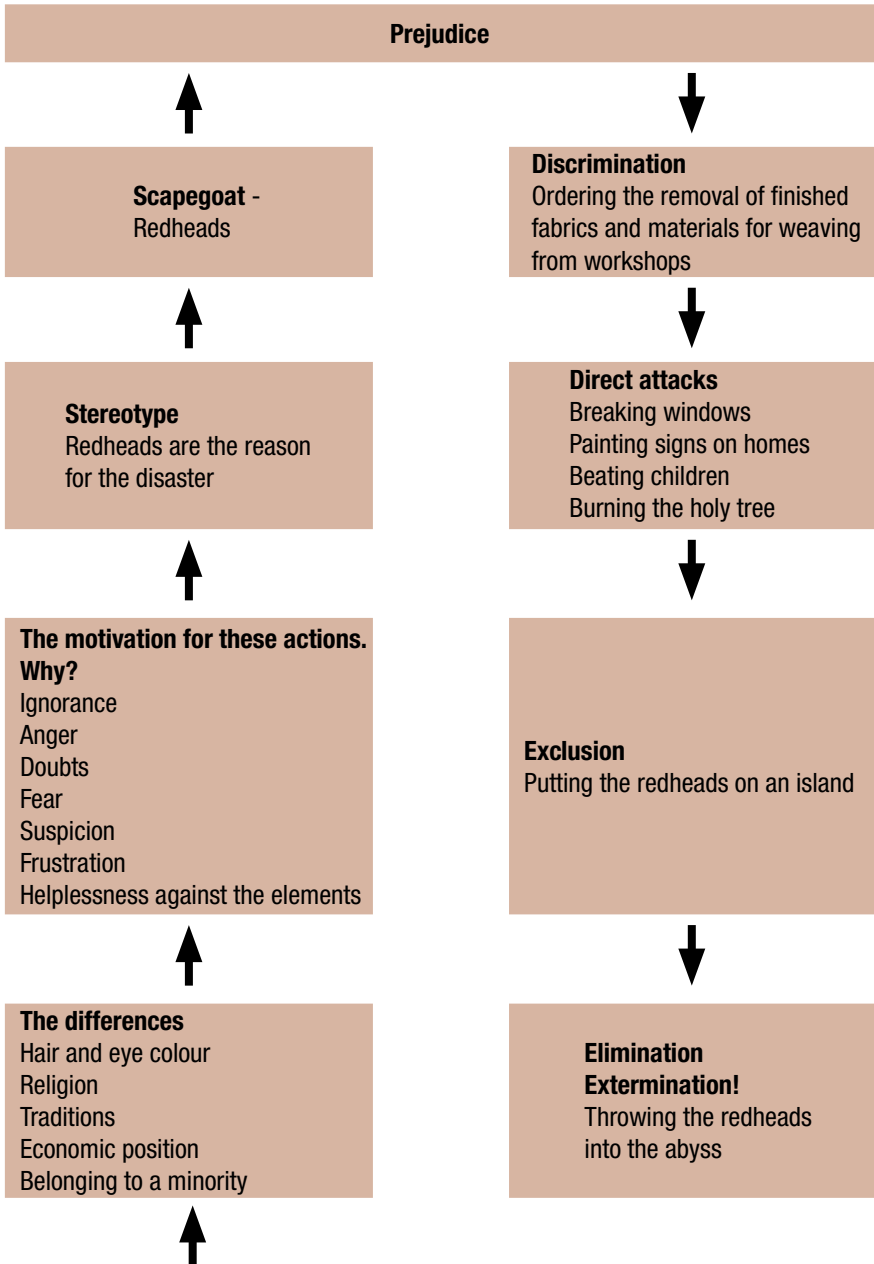 Prejudice
Scapegoat -
Redheads
Stereotype
Redheads are the reason
for the disaster
The motivation for these actions.
Why?
Ignorance
Anger
Doubts
Fear
Suspicion
Frustration
Helplessness against the elements
The differences
Hair and eye colour
Religion
Traditions
Economic position
Belonging to a minority
Discrimination
Ordering the removal of finished
fabrics and materials for weaving
from workshops
Direct attacks
Breaking windows
Painting signs on homes
Beating children
Burning the holy tree
Exclusion
Putting the redheads on an island
Elimination
Extermination!
Throwing the redheads
into the abyss